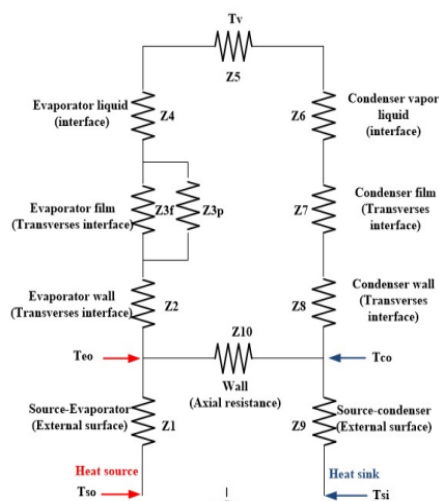 Tv
Z5
Evaporator liquid
(interface)
Z4
Z6
Condenser vapor
liquid
(interface)
Evaporator film
(Transverses interface)
Z3f
Z3p
Z7
Condenser film
(Transverses
interface)
Evaporator wall
(Transverses interface)
Z2
Z8
Condenser wall
(Transverses
interface)
Z10
Teo
Tco
Wall
(Axial resistance)
Source-Evaporator
(External surface)
Z1
Z9
Source-condenser
(External surface)
Heat source
Heat sink
Tso
Tsi